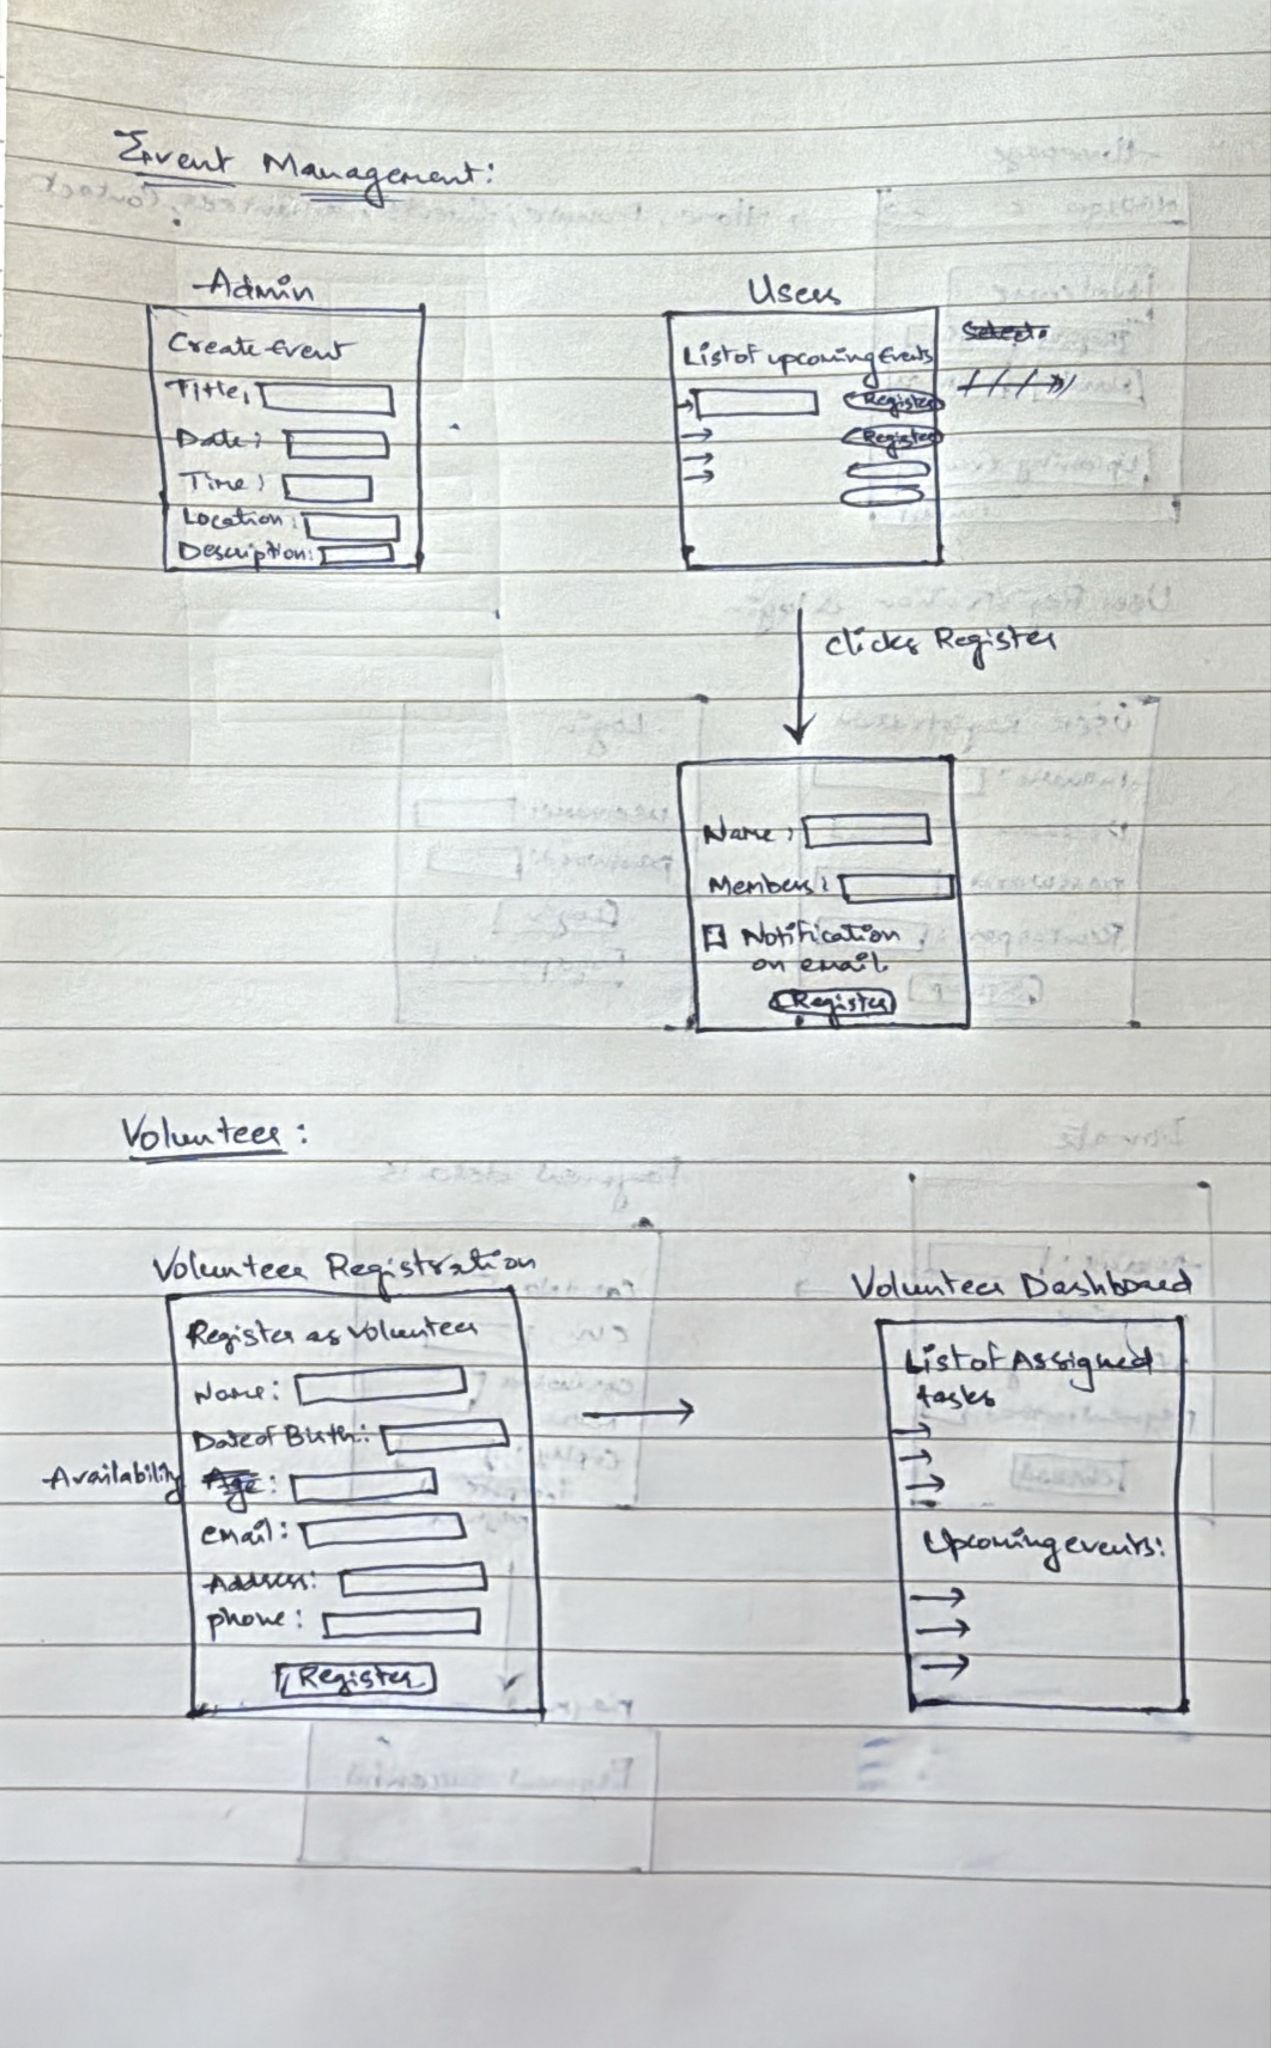 Event Management:
Admin
Create Event
Title:
Date:
Time:
Location:
Description:
Users
List of upcoming Events
Register
Register
clicks Register
Name:
Members:
Notification
on email
Register
Volunteer:
Volunteer Registration
Register as Volunteer
Name:
Date of Birth:
Availability Age:
email:
Address:
phone:
Register
Volunteer Dashboard
List of Assigned
tasks
Upcoming events: